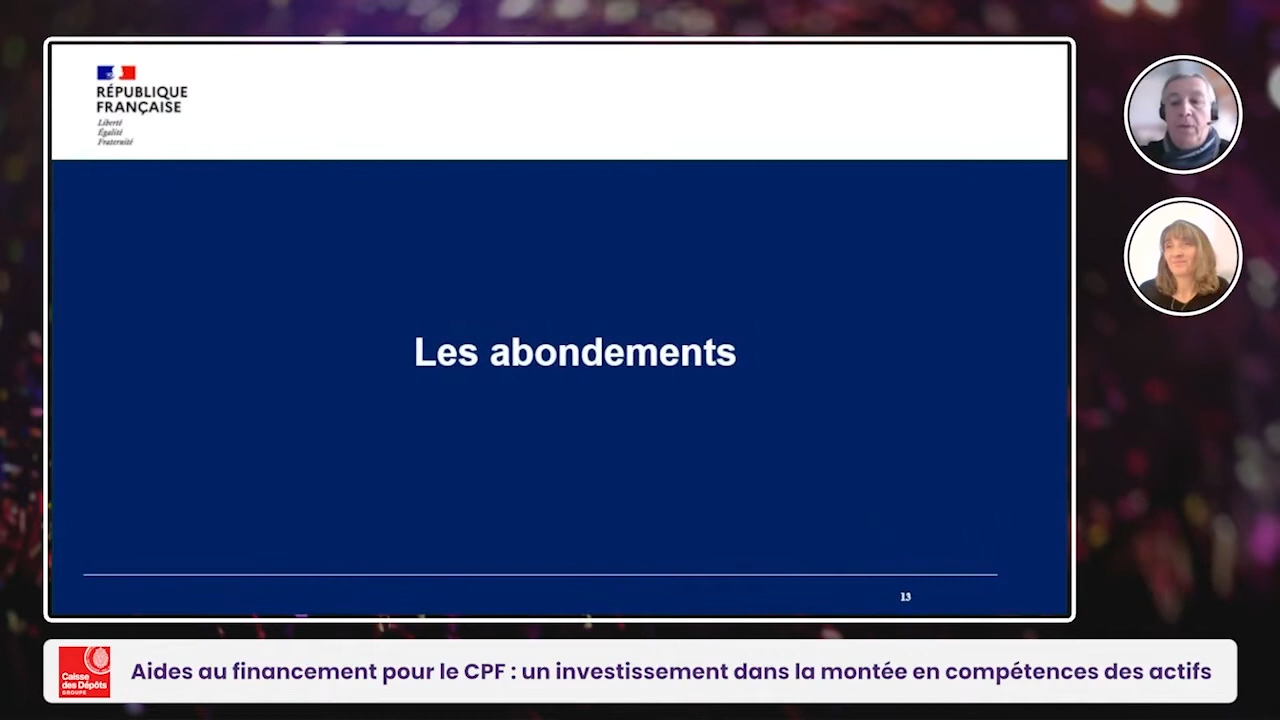 RÉPUBLIQUE
FRANÇAISE
Liberté
Égalité
Fraternité
Les abondements
13
Caisse
des Dépôts
GROUPE
Aides au financement pour le CPF : un investissement dans la montée en compétences des actifs